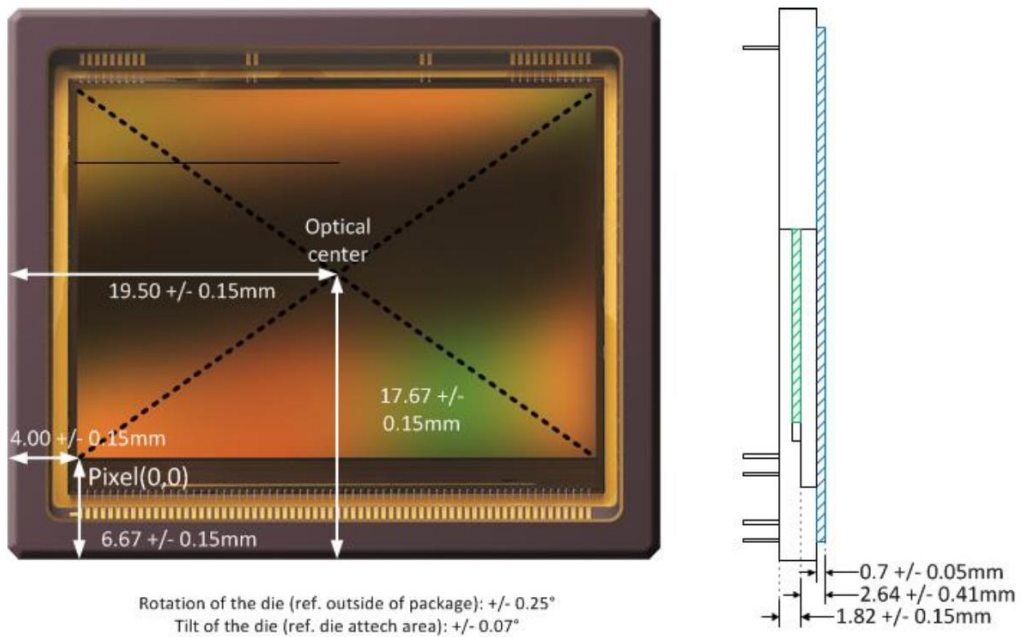 Optical
center
19.50 +/- 0.15mm
17.67 +/-
0.15mm
4.00 +/- 0.15mm
Pixel(0,0)
6.67 +/- 0.15mm
Rotation of the die (ref. outside of package): +/- 0.25°
Tilt of the die (ref. die attech area): +/- 0.07°
0.7 +/- 0.05mm
2.64 +/- 0.41mm
1.82 +/- 0.15mm